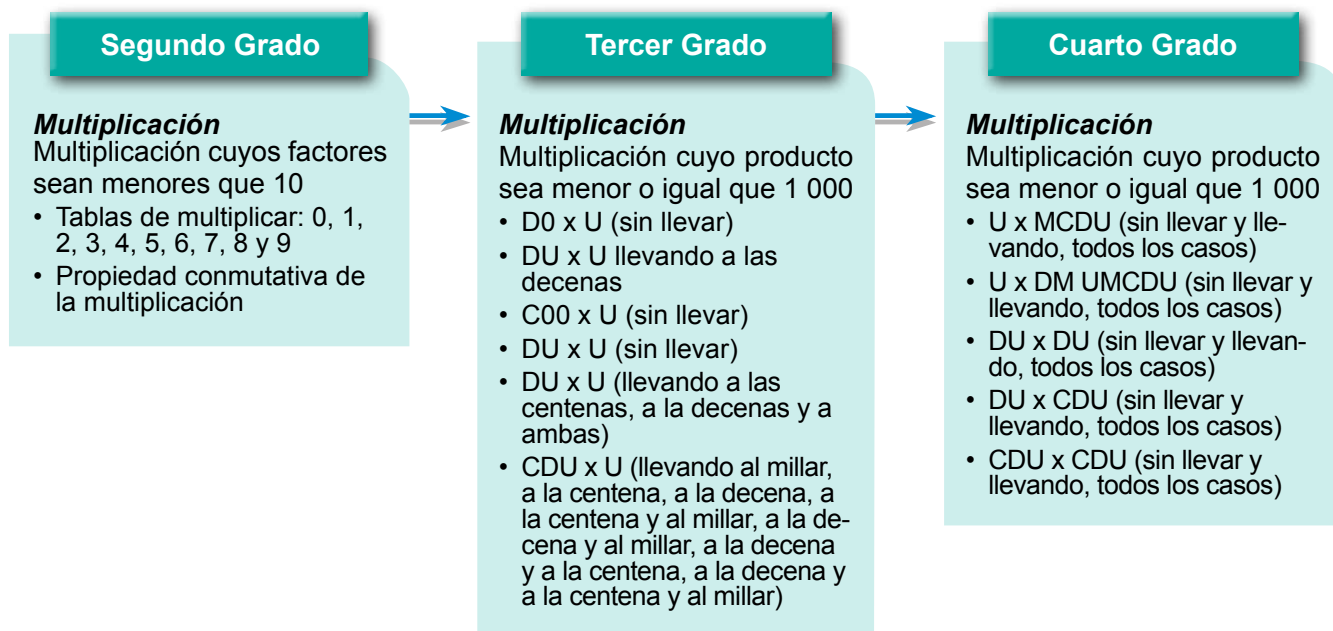 Segundo Grado
Multiplicación
Multiplicación cuyos factores
sean menores que 10
• Tablas de multiplicar: 0, 1,
2, 3, 4, 5, 6, 7, 8 y 9
• Propiedad conmutativa de
la multiplicación
Tercer Grado
Multiplicación
Multiplicación cuyo producto
sea menor o igual que 1 000
• D0 x U (sin llevar)
• DU x U llevando a las
decenas
• C00 x U (sin llevar)
• DU x U (sin llevar)
• DU x U (llevando a las
centenas, a la decenas y a
ambas)
• CDU x U (llevando al millar,
a la centena, a la decena, a
la centena y al millar, a la de-
cena y al millar, a la decena
y a la centena, a la decena y
a la centena y al millar)
Cuarto Grado
Multiplicación
Multiplicación cuyo producto
sea menor o igual que 1 000
• U x MCDU (sin llevar y lle-
vando, todos los casos)
• U x DM UMCDU (sin llevar y
llevando, todos los casos)
• DU x DU (sin llevar y llevan-
do, todos los casos)
• DU x CDU (sin llevar y
llevando, todos los casos)
• CDU x CDU (sin llevar y
llevando, todos los casos)